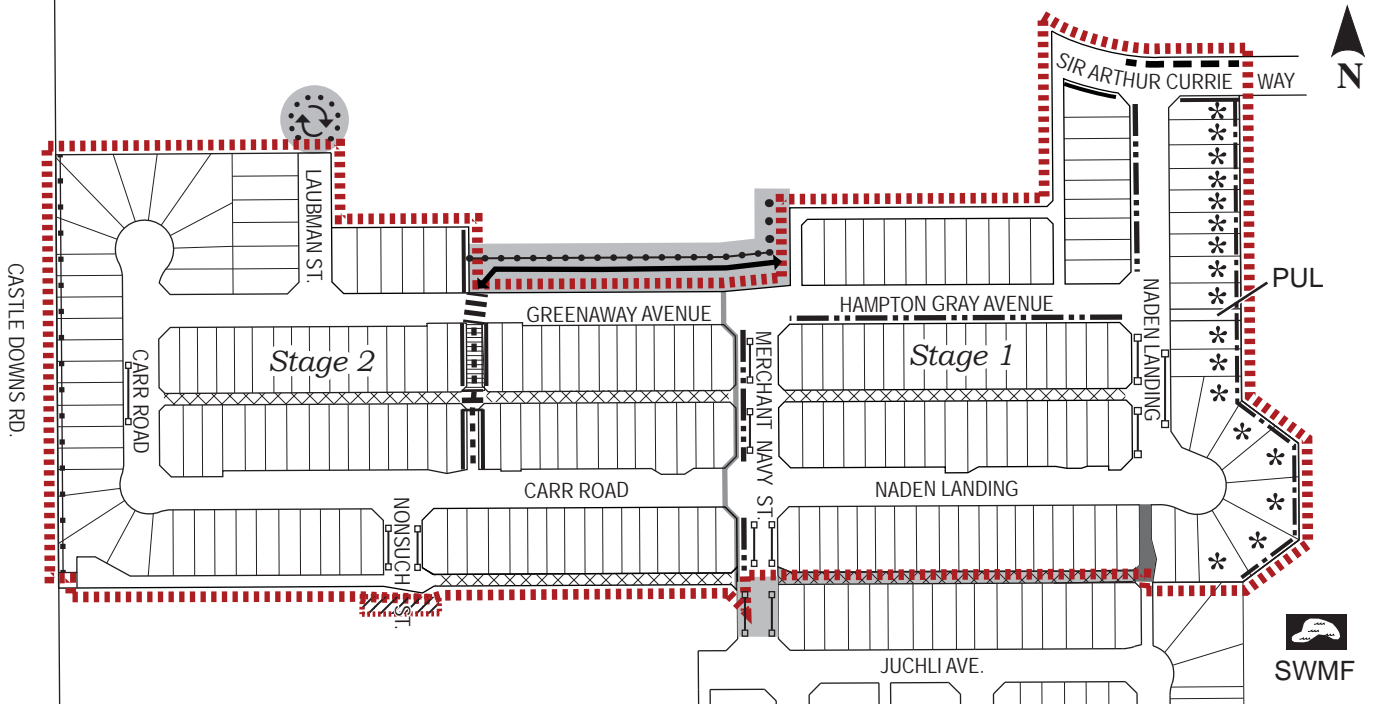 N
SIR ARTHUR CURRIE WAY
LAUBMAN ST.
CASTLE DOWNS RD.
PUL
GREENAWAY AVENUE
HAMPTON GRAY AVENUE
NADEN LANDING
Stage 2
MERCHANT NAVY ST.
Stage 1
CARR ROAD
CARR ROAD
NADEN LANDING
NONSUCH ST.
JUCHLI AVE.
SWMF